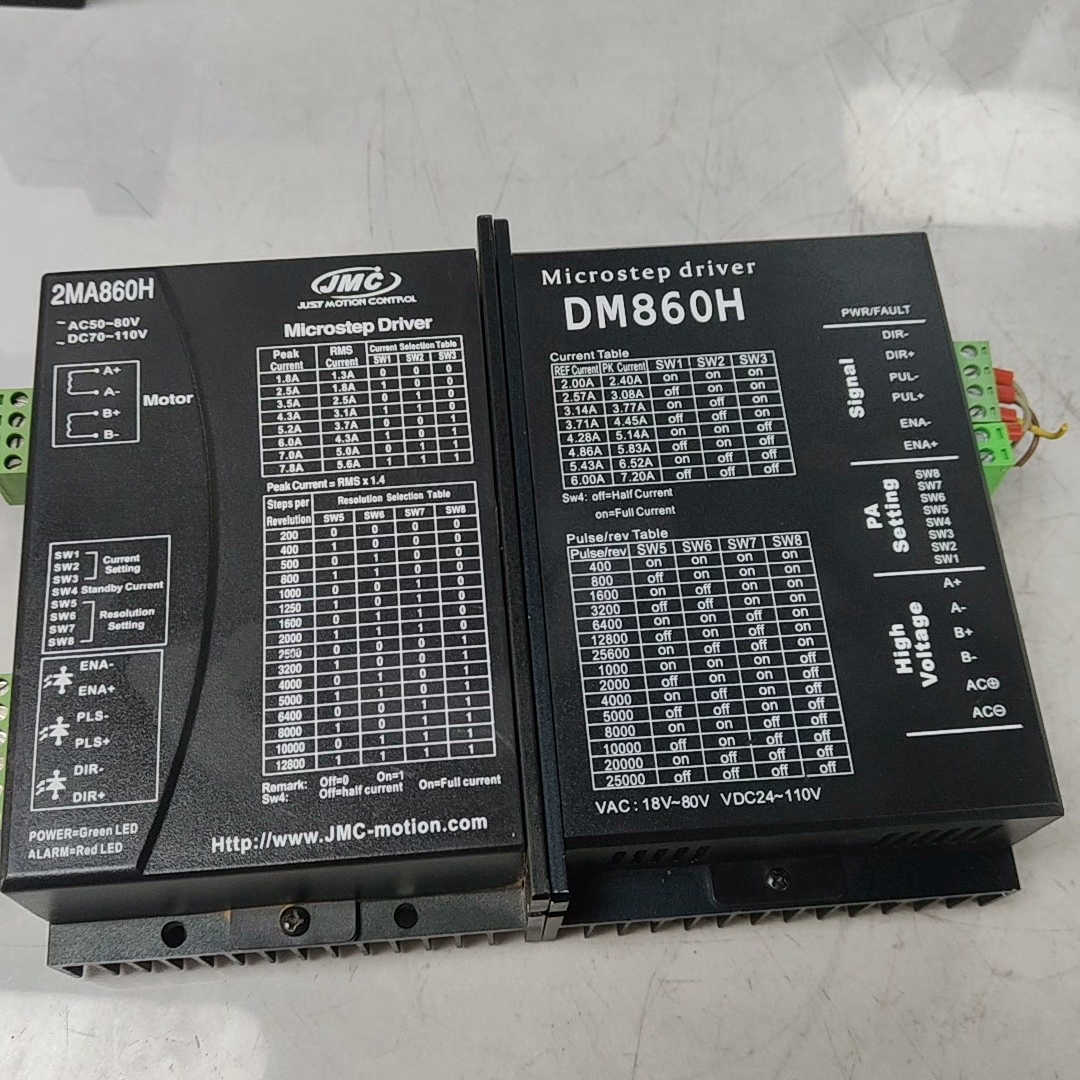 2MA860H
~ AC50~80V
~ DC70~110V
A+
A-
B+
B-
Motor
SW1
SW2
SW3
Current Setting
SW4 Standby Current
SW5
SW6
SW7
SW8
Resolution Setting
ENA-
ENA+
PLS-
PLS+
DIR-
DIR+
POWER=Green LED
ALARM=Red LED
JMC
JUST MOTION CONTROL
Microstep Driver
Peak Current RMS Current Current Selection Table
SW1 SW2 SW3
1.8A 1.3A 0 0 0
2.5A 1.8A 1 0 0
3.5A 2.5A 0 1 0
4.3A 3.1A 1 1 0
5.2A 3.7A 0 0 1
6.0A 4.3A 1 0 1
7.0A 5.0A 0 1 1
7.8A 5.6A 1 1 1
Peak Current = RMS x 1.4
Steps per Revelution Resolution Selection Table
SW5 SW6 SW7 SW8
200 0 0 0 0
400 1 0 0 0
500 0 1 0 0
800 1 1 0 0
1000 0 0 1 0
1250 1 0 1 0
1600 0 1 1 0
2000 1 1 1 0
2500 0 0 0 1
3200 1 0 0 1
4000 0 1 0 1
5000 1 1 0 1
6400 0 0 1 1
8000 1 0 1 1
10000 0 1 1 1
12800 1 1 1 1
Remark: Off=0 On=1
Sw4: Off=half current On=Full current
Http://www.JMC-motion.com
Microstep driver
DM860H
Current Table
REF Current PK Current SW1 SW2 SW3
2.00A 2.40A on on on
2.57A 3.08A off on on
3.14A 3.77A on off on
3.71A 4.45A off off on
4.28A 5.14A on on off
4.86A 5.83A off on off
5.43A 6.52A on off off
6.00A 7.20A off off off
Sw4: off=Half Current
on=Full Current
Pulse/rev Table
Pulse/rev SW5 SW6 SW7 SW8
400 off on on on
800 on off on on
1600 off off on on
3200 on on off on
6400 off on off on
12800 on off off on
25600 off off off on
1000 on on on off
2000 off on on off
4000 on off on off
5000 off off on off
8000 on on off off
10000 off on off off
20000 on off off off
25000 off off off off
VAC: 18V~80V VDC24~110V
PWR/FAULT
Signal
DIR-
DIR+
PUL-
PUL+
ENA-
ENA+
PA Setting
SW8
SW7
SW6
SW5
SW4
SW3
SW2
SW1
High Voltage
A+
A-
B+
B-
AC⊕
AC⊖